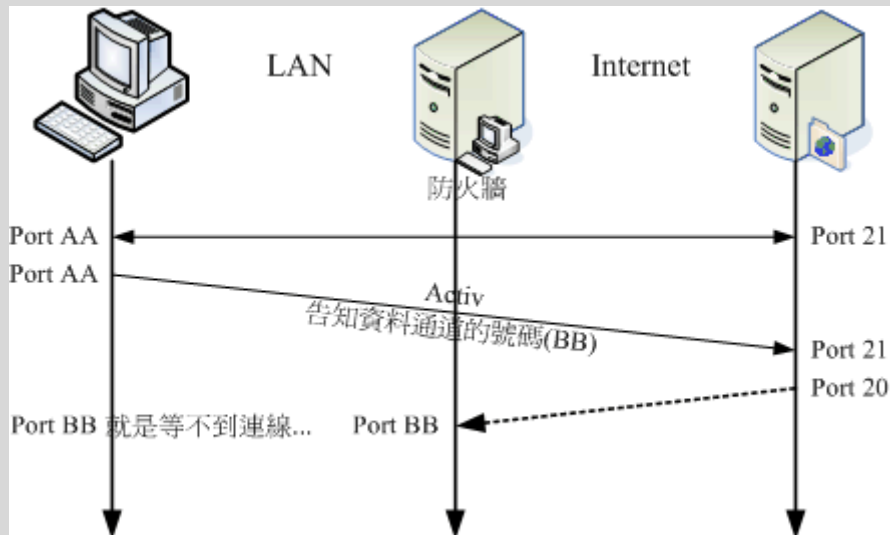 LAN
Internet
防火牆
Port AA
Port 21
Port AA
Activ
告知資料通道的號碼(BB)
Port 21
Port 20
Port BB 就是等不到連線...
Port BB